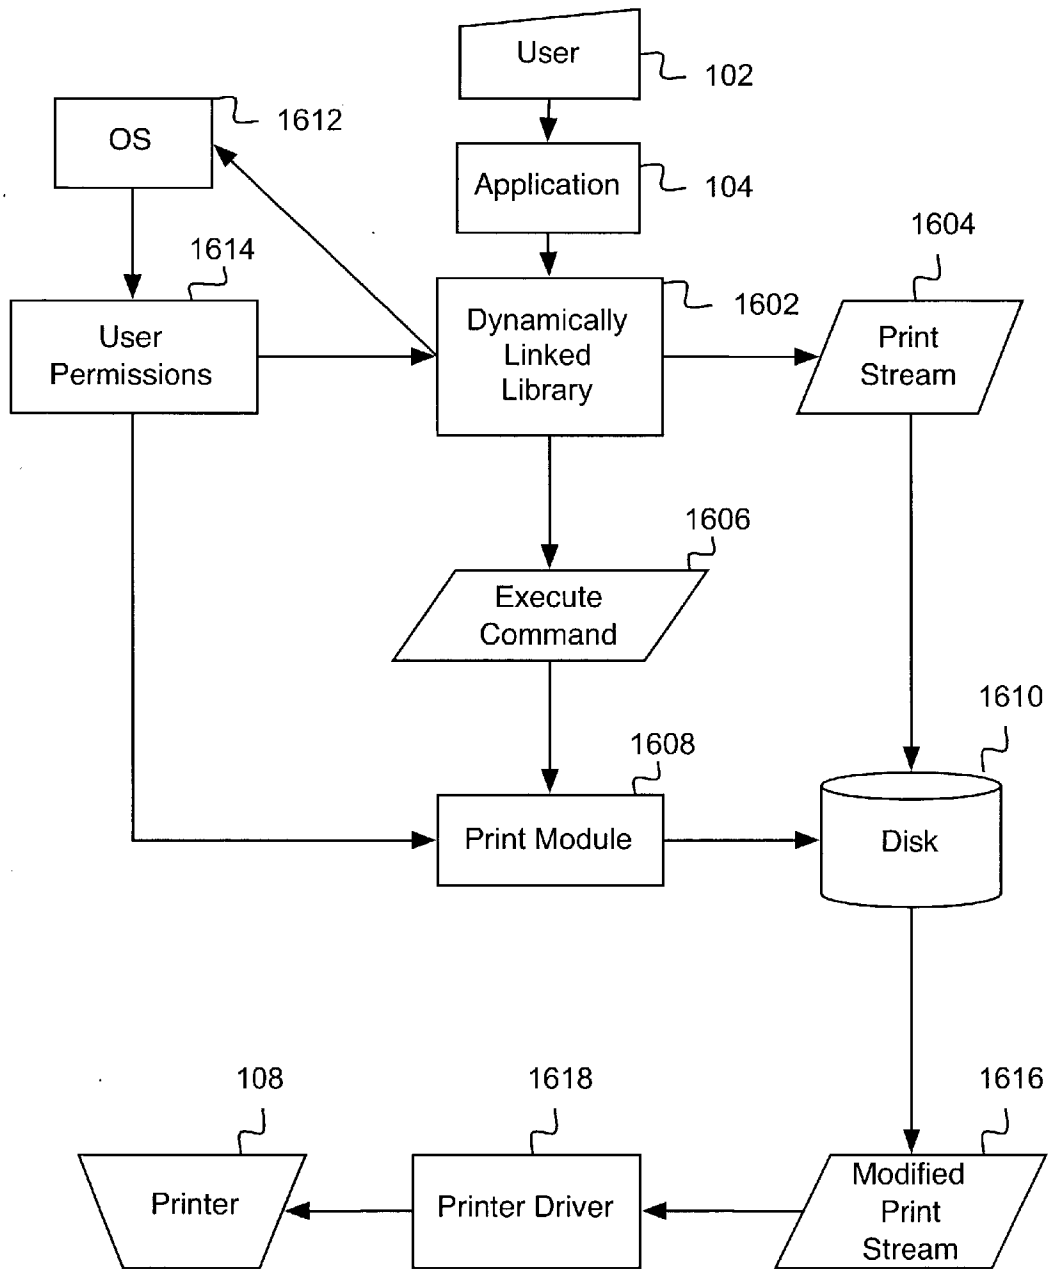 User
102
OS
1612
Application
104
1604
1614
Dynamically
Linked
Library
1602
User
Permissions
Print
Stream
1606
Execute
Command
1610
1608
Print Module
Disk
108
1618
1616
Printer
Printer Driver
Modified
Print
Stream